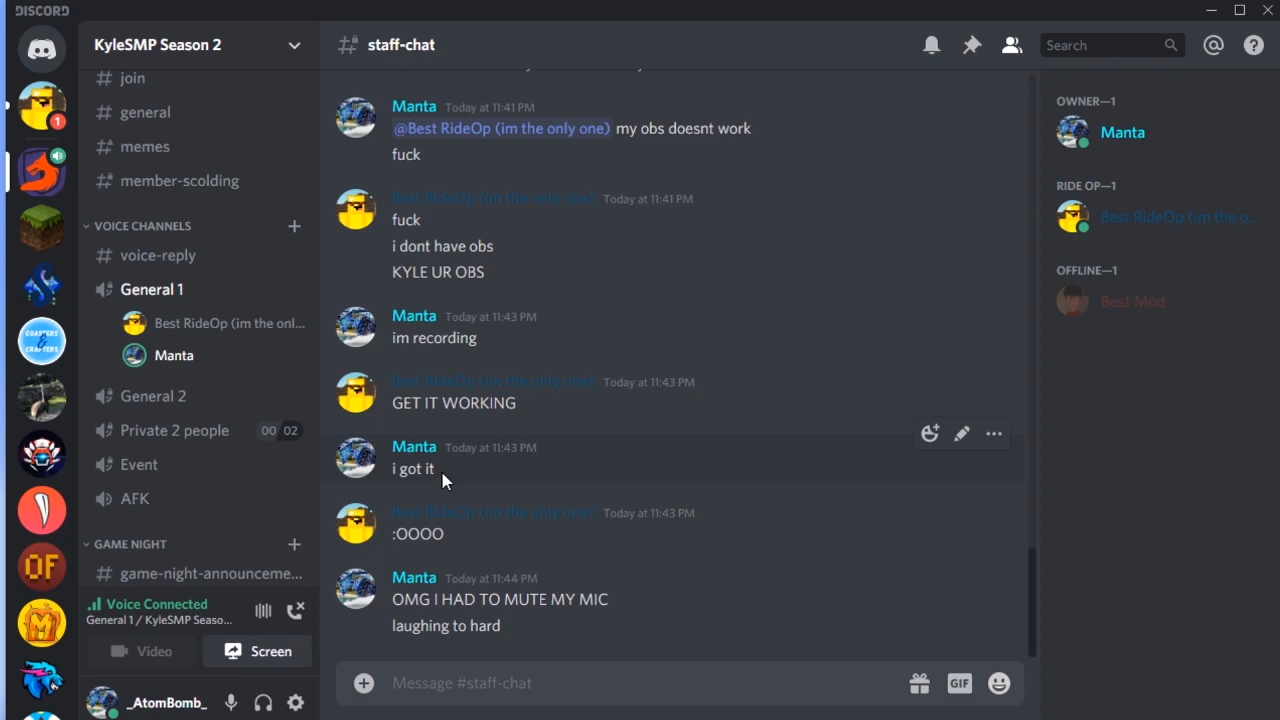 DISCORD
KyleSMP Season 2
join
general
memes
member-scolding
VOICE CHANNELS
voice-reply
General 1
Best RideOp (im the onl...
Manta
General 2
Private 2 people 00 02
Event
AFK
GAME NIGHT
game-night-announceme...
Voice Connected
General 1 / KyleSMP Seaso...
Video
Screen
_AtomBomb_
staff-chat
Search
Manta Today at 11:41 PM
@Best RideOp (im the only one) my obs doesnt work
fuck
Best RideOp (im the only one) Today at 11:41 PM
fuck
i dont have obs
KYLE UR OBS
Manta Today at 11:43 PM
im recording
Best RideOp (im the only one) Today at 11:43 PM
GET IT WORKING
Manta Today at 11:43 PM
i got it
Best RideOp (im the only one) Today at 11:43 PM
:OOOO
Manta Today at 11:44 PM
OMG I HAD TO MUTE MY MIC
laughing to hard
Message #staff-chat
GIF
OWNER—1
Manta
RIDE OP—1
Best RideOp (im the o...
OFFLINE—1
Best Mod
1
COASTERS
&
CRAFTERS
OF